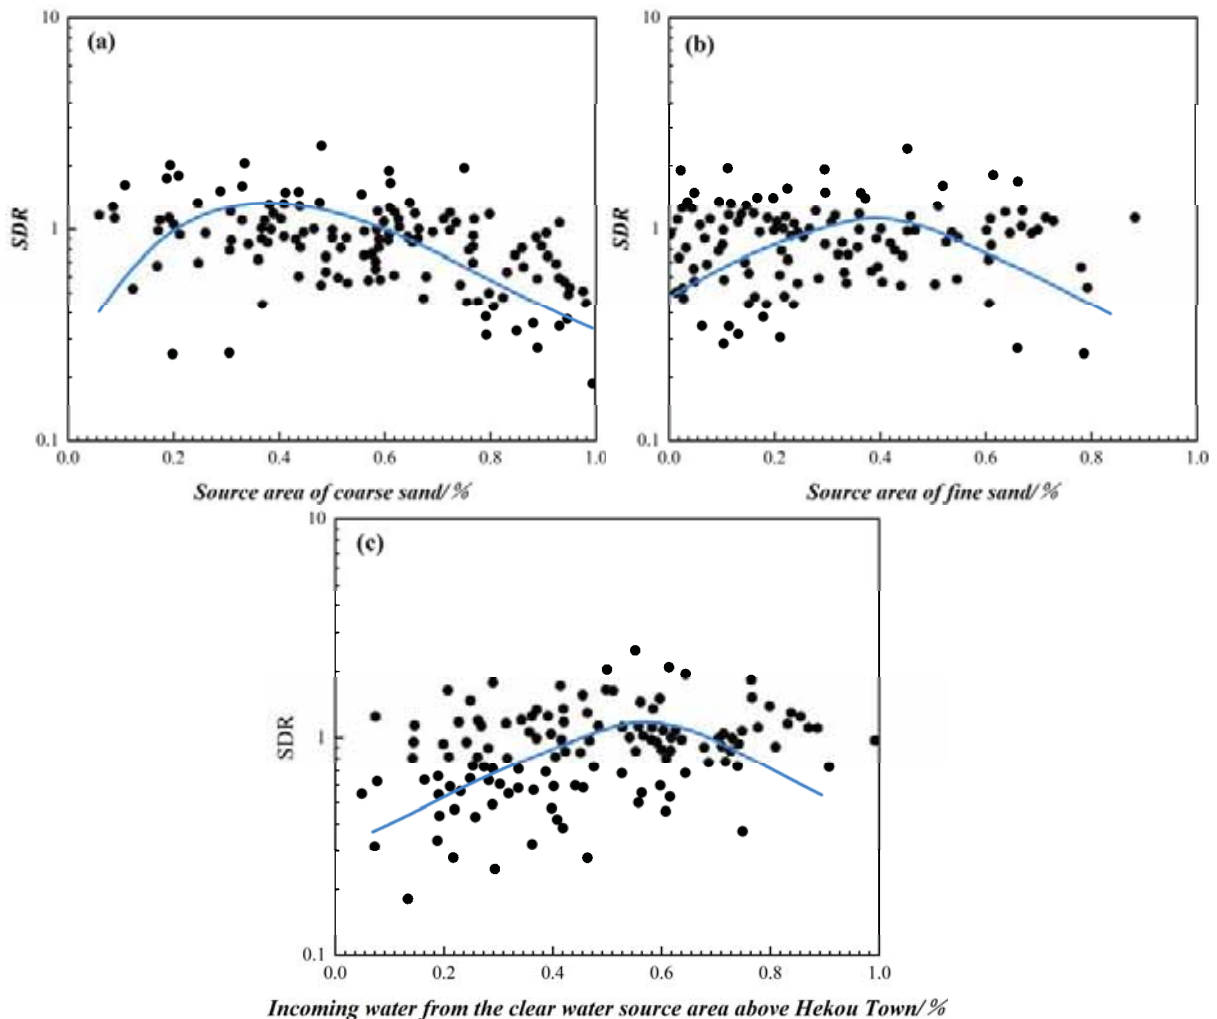 10
(a)
SDR
1
0.1
0.0 0.2 0.4 0.6 0.8 1.0
Source area of coarse sand/%
10
(b)
SDR
1
0.1
0.0 0.2 0.4 0.6 0.8 1.0
Source area of fine sand/%
10
(c)
SDR
1
0.1
0.0 0.2 0.4 0.6 0.8 1.0
Incoming water from the clear water source area above Hekou Town/%